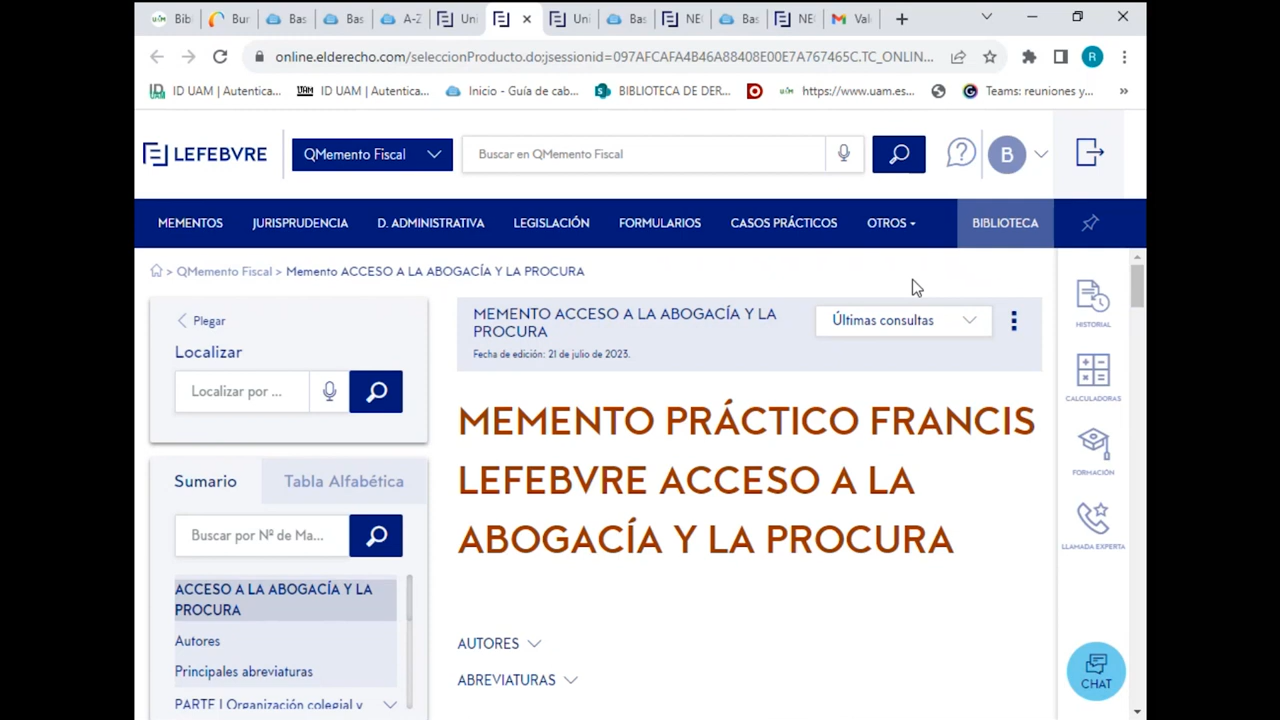 Bib
Bur
Bas
Bas
A-Z
Uni
Uni
Bas
NE
Bas
NE
Val
online.elderecho.com/seleccionProducto.do;jsessionid=097AFCAFA4B46A88408E00E7A767465C.TC_ONLIN...
R
ID UAM | Autentica...
ID UAM | Autentica...
Inicio - Guía de cab...
BIBLIOTECA DE DER...
https://www.uam.es...
Teams: reuniones y...
»
LEFEBVRE
QMemento Fiscal
Buscar en QMemento Fiscal
B
MEMENTOS
JURISPRUDENCIA
D. ADMINISTRATIVA
LEGISLACIÓN
FORMULARIOS
CASOS PRÁCTICOS
OTROS
BIBLIOTECA
> QMemento Fiscal > Memento ACCESO A LA ABOGACÍA Y LA PROCURA
Plegar
Localizar
Localizar por ...
Sumario
Tabla Alfabética
Buscar por Nº de Ma...
ACCESO A LA ABOGACÍA Y LA
PROCURA
Autores
Principales abreviaturas
PARTE I Organización colegial y
MEMENTO ACCESO A LA ABOGACÍA Y LA
PROCURA
Fecha de edición: 21 de julio de 2023.
Últimas consultas
MEMENTO PRÁCTICO FRANCIS
LEFEBVRE ACCESO A LA
ABOGACÍA Y LA PROCURA
AUTORES
ABREVIATURAS
HISTORIAL
CALCULADORAS
FORMACIÓN
LLAMADA EXPERTA
CHAT